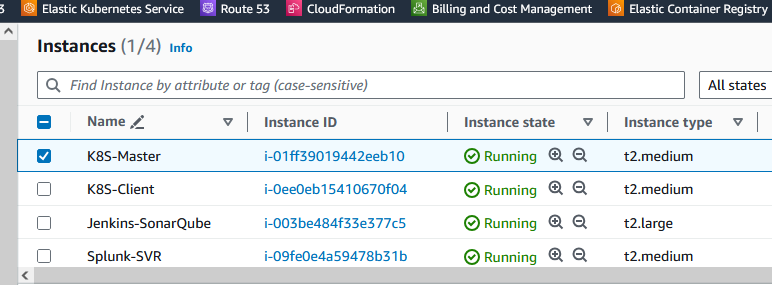 3 Elastic Kubernetes Service Route 53 CloudFormation Billing and Cost Management Elastic Container Registry
Instances (1/4) Info
Find Instance by attribute or tag (case-sensitive) All states
Name Instance ID Instance state Instance type
K8S-Master i-01ff39019442eeb10 Running t2.medium
K8S-Client i-0ee0eb15410670f04 Running t2.medium
Jenkins-SonarQube i-003be484f33e377c5 Running t2.large
Splunk-SVR i-09fe0e4a59478b31b Running t2.medium